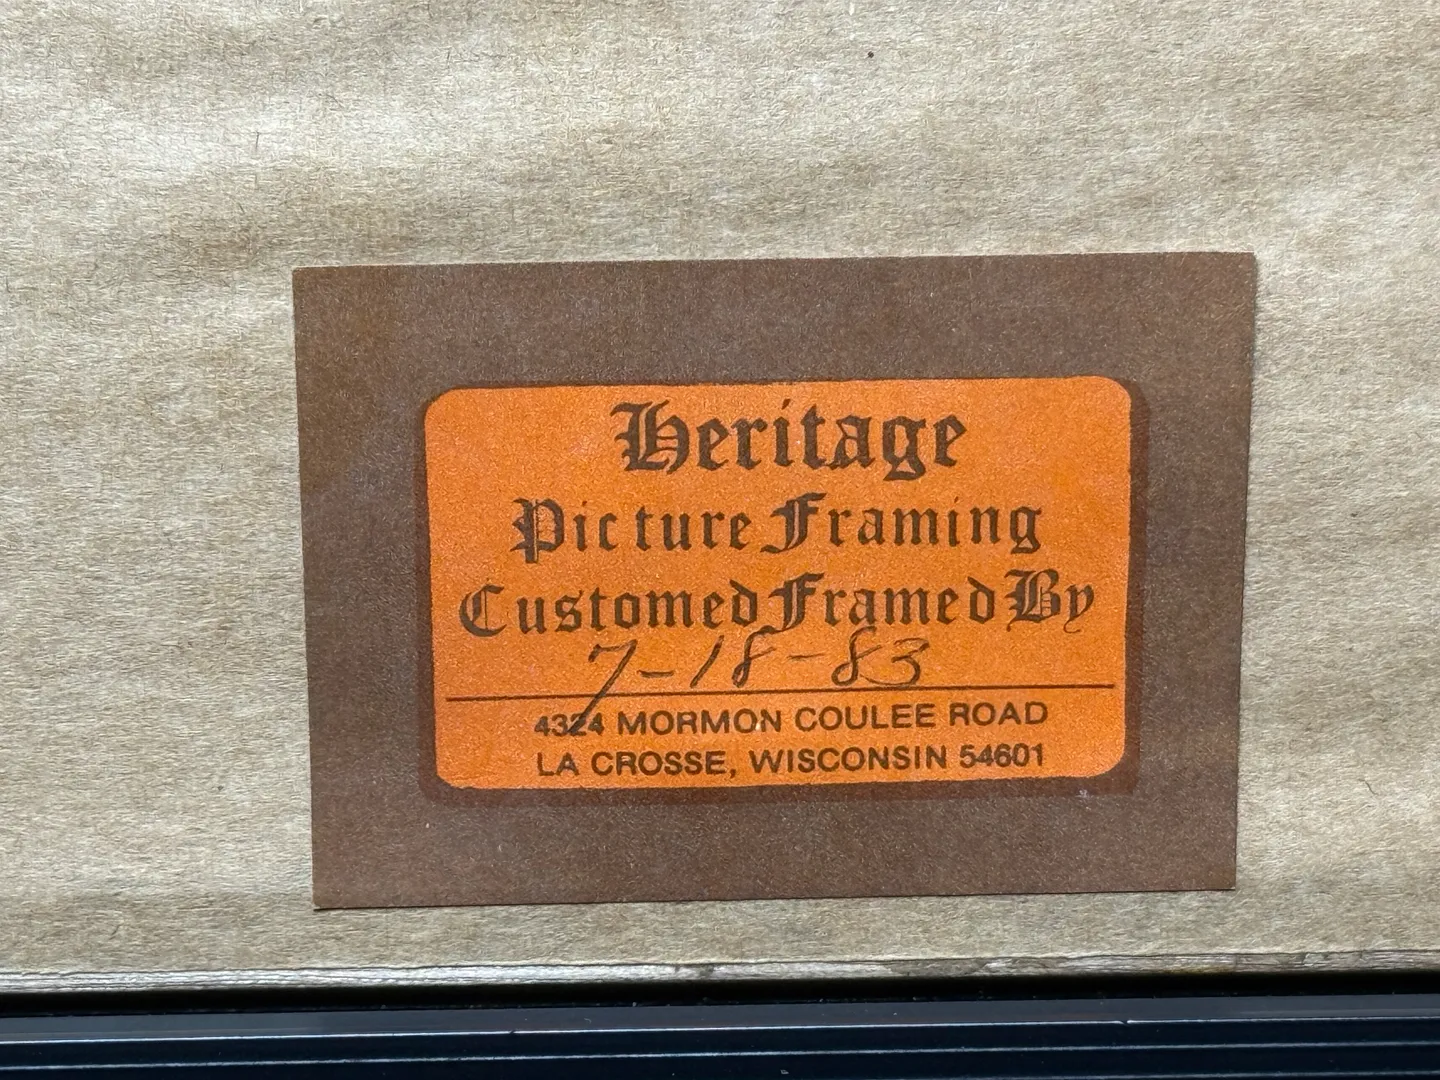 Heritage
Picture Framing
Customed Framed By
7-18-83
4324 MORMON COULEE ROAD
LA CROSSE, WISCONSIN 54601